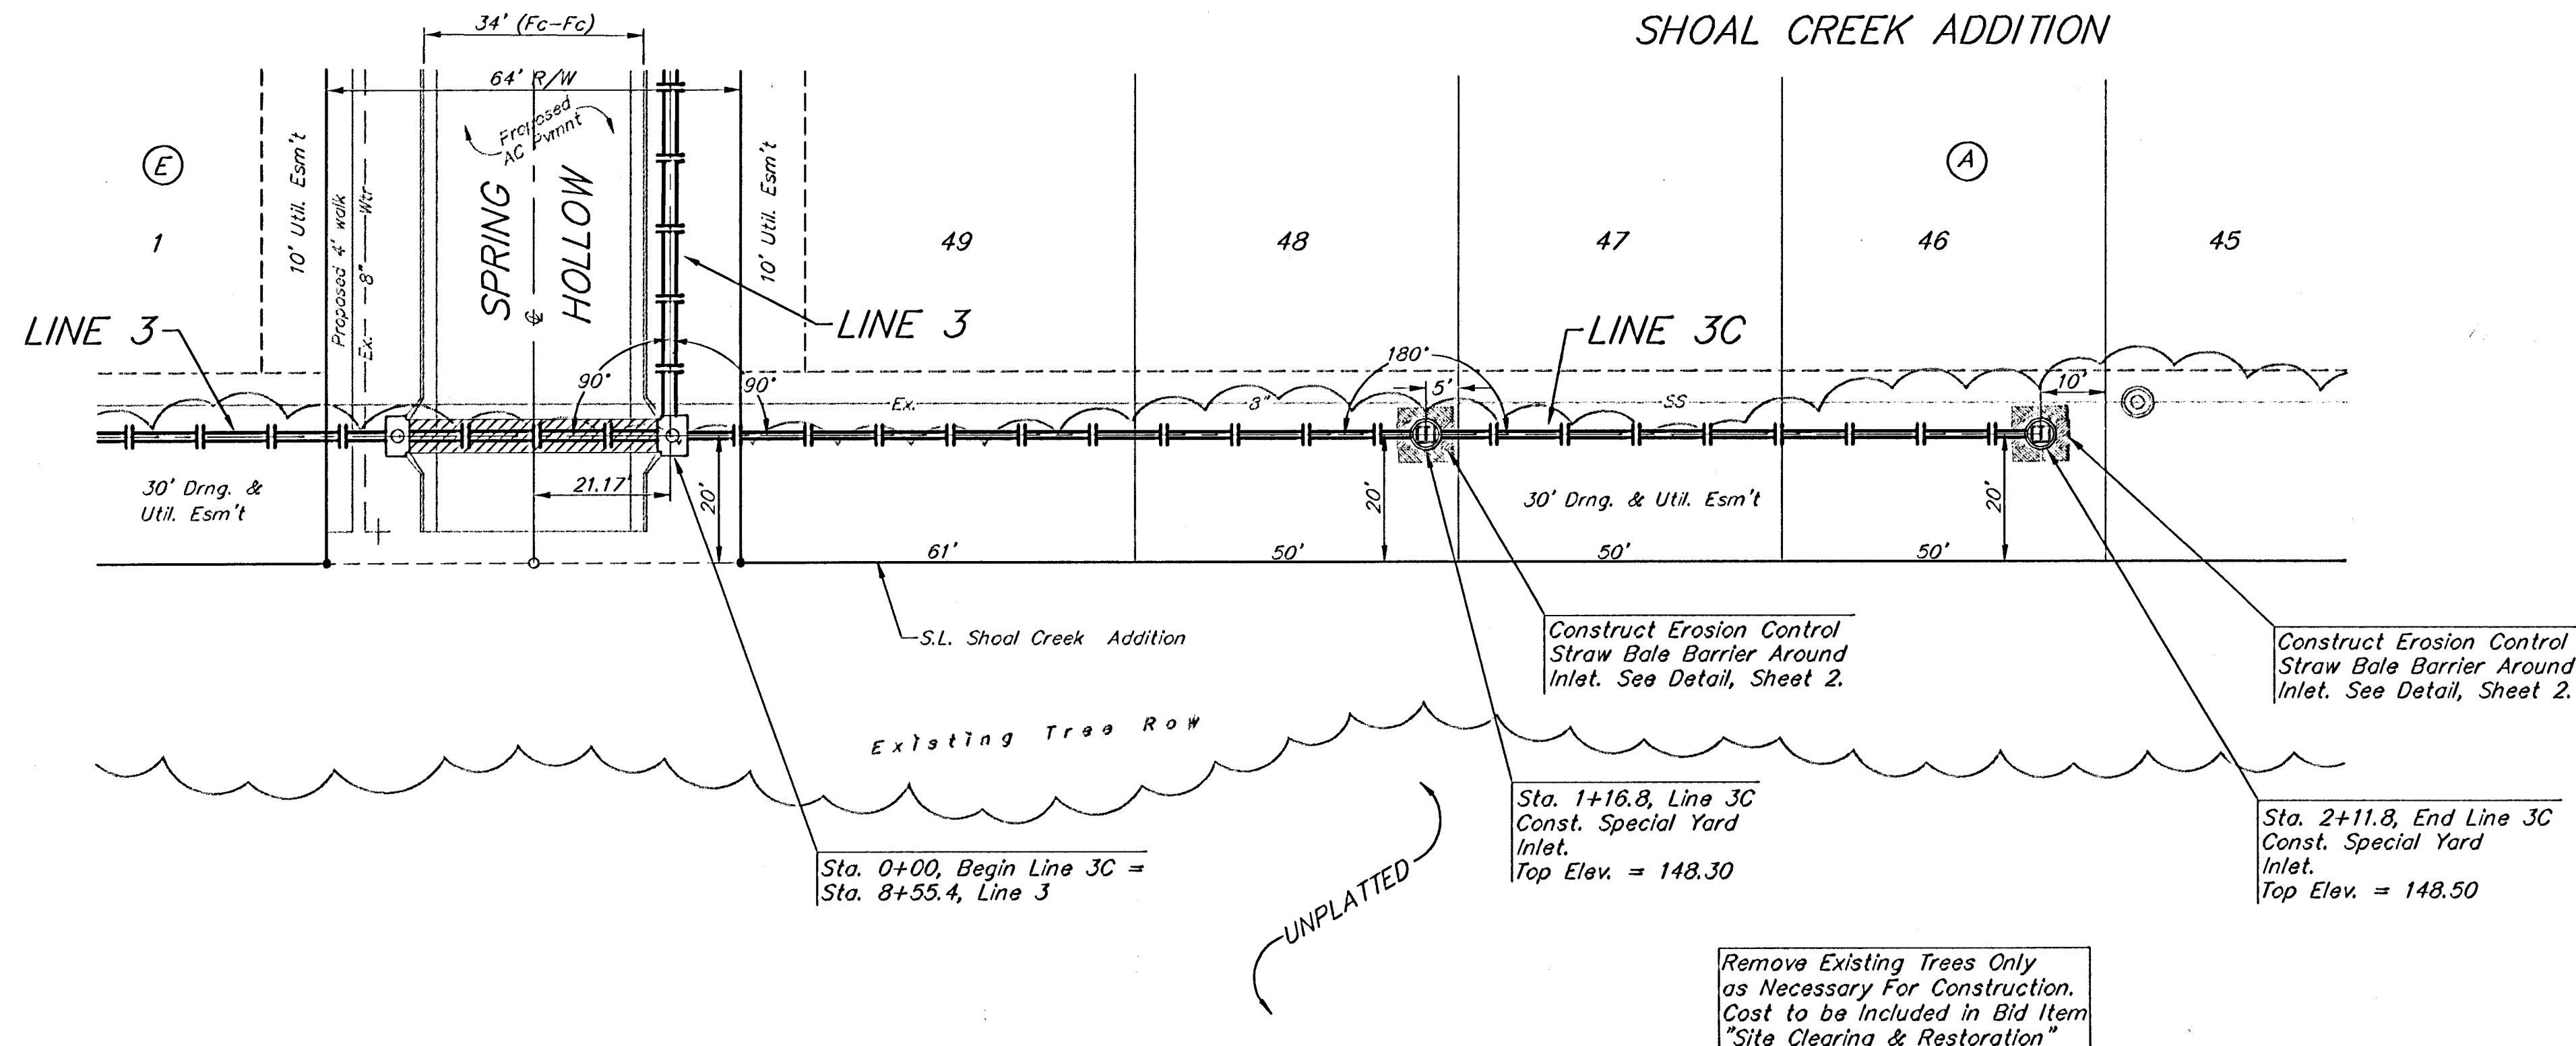 SHOAL CREEK ADDITION
34' (Fc-Fc)
64' R/W
Proposed
AC Pvmnt
E
1
10' Util. Esm't
Proposed 4' walk
Ex. 8" Wtr
SPRING
HOLLOW
℄
10' Util. Esm't
A
49
48
47
46
45
LINE 3
LINE 3
LINE 3C
90°
90°
180°
5'
10'
Ex. 8" SS
30' Drng. &
Util. Esm't
21.17'
20'
20'
30' Drng. & Util. Esm't
20'
61'
50'
50'
50'
S.L. Shoal Creek Addition
Construct Erosion Control
Straw Bale Barrier Around
Inlet. See Detail, Sheet 2.
Construct Erosion Control
Straw Bale Barrier Around
Inlet. See Detail, Sheet 2.
Existing Tree Row
Sta. 0+00, Begin Line 3C =
Sta. 8+55.4, Line 3
UNPLATTED
Sta. 1+16.8, Line 3C
Const. Special Yard
Inlet.
Top Elev. = 148.30
Sta. 2+11.8, End Line 3C
Const. Special Yard
Inlet.
Top Elev. = 148.50
Remove Existing Trees Only
as Necessary For Construction.
Cost to be Included in Bid Item
"Site Clearing & Restoration"